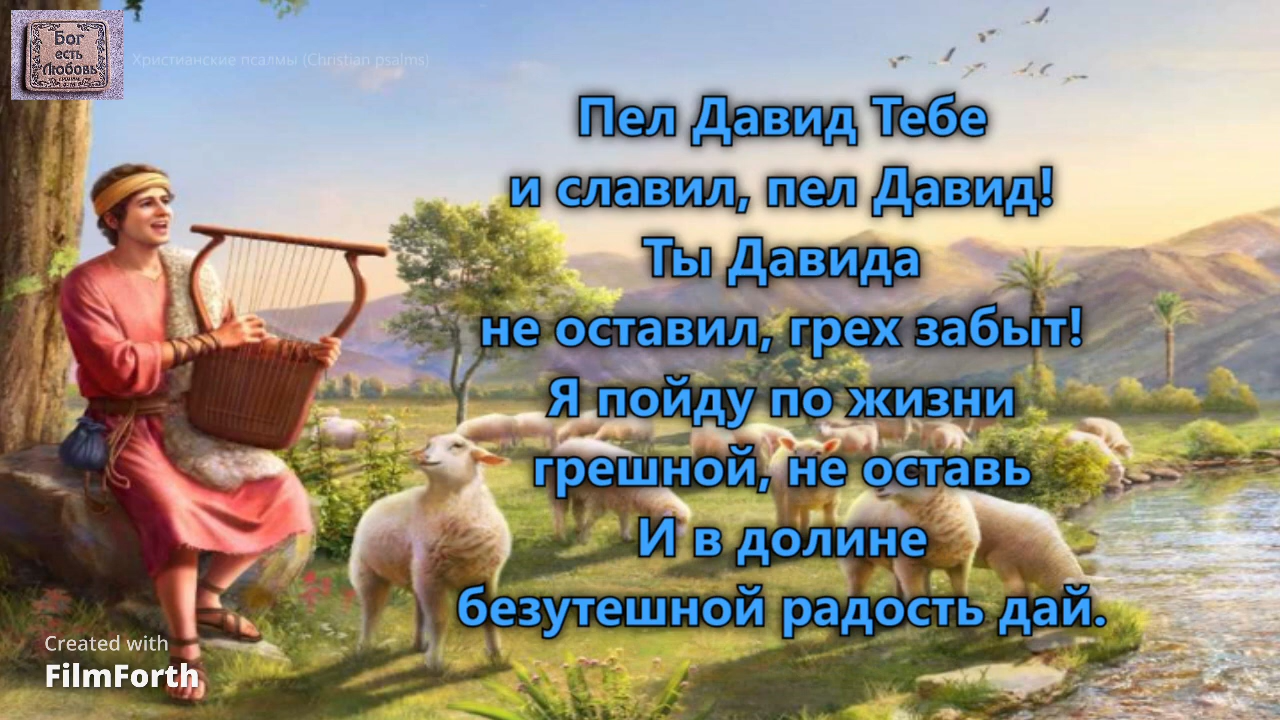 Бог
есть
Любовь
Христианские псалмы (Christian psalms)
Пел Давид Тебе
и славил, пел Давид!
Ты Давида
не оставил, грех забыт!
Я пойду по жизни
грешной, не оставь
И в долине
безутешной радость дай.
Created with
FilmForth